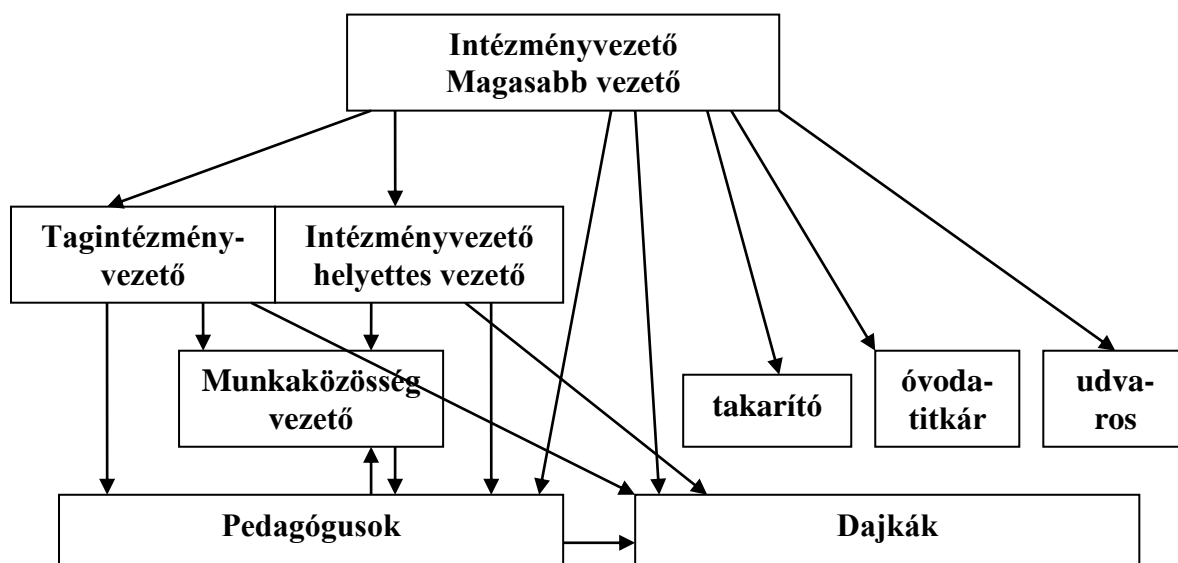 Intézményvezető
Magasabb vezető
Tagintézmény-
vezető
Intézményvezető
helyettes vezető
Munkaközösség
vezető
takarító
óvoda-
titkár
udva-
ros
Pedagógusok
Dajkák